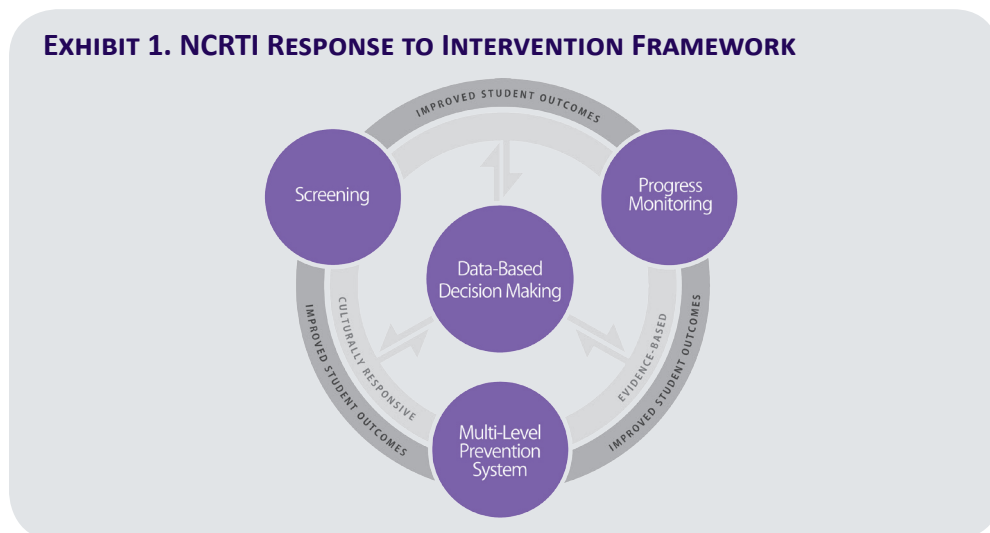 EXHIBIT 1. NCRTI RESPONSE TO INTERVENTION FRAMEWORK
IMPROVED STUDENT OUTCOMES
Screening
Progress
Monitoring
Data-Based
Decision Making
IMPROVED STUDENT OUTCOMES
CULTURALLY RESPONSIVE
EVIDENCE-BASED
IMPROVED STUDENT OUTCOMES
Multi-Level
Prevention
System